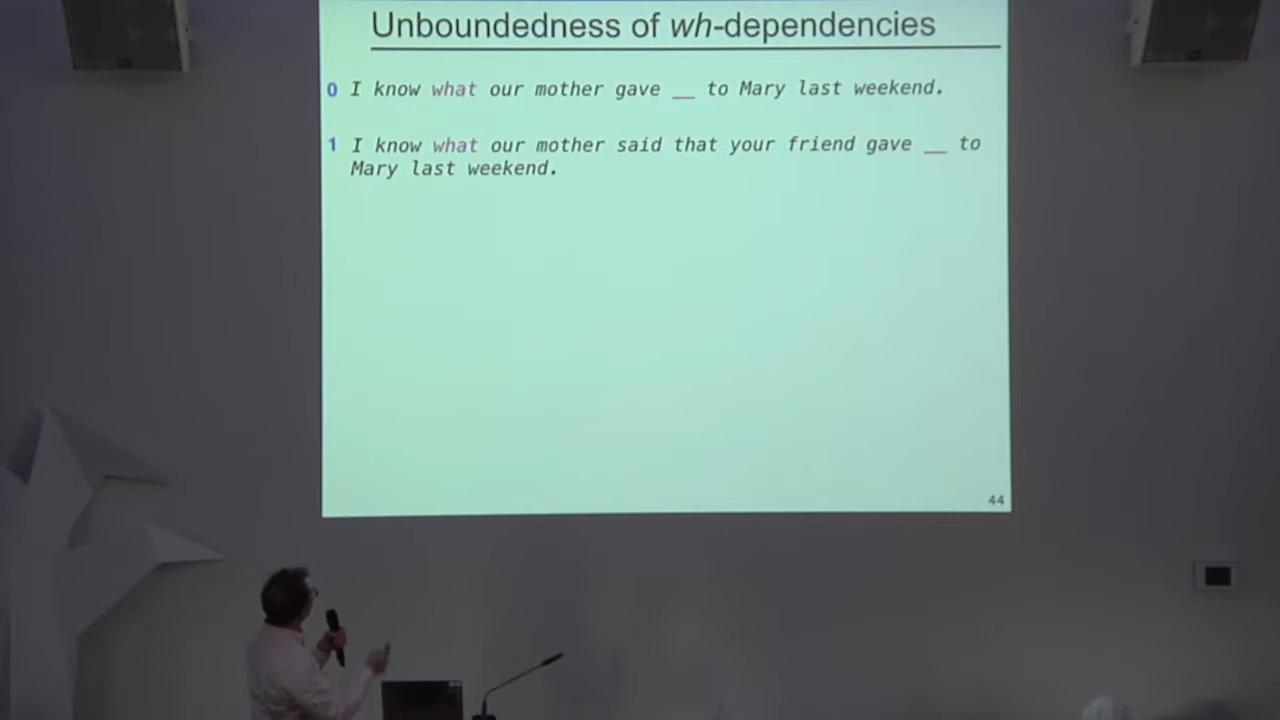 Unboundedness of wh-dependencies
0 I know what our mother gave __ to Mary last weekend.
1 I know what our mother said that your friend gave __ to
Mary last weekend.
44